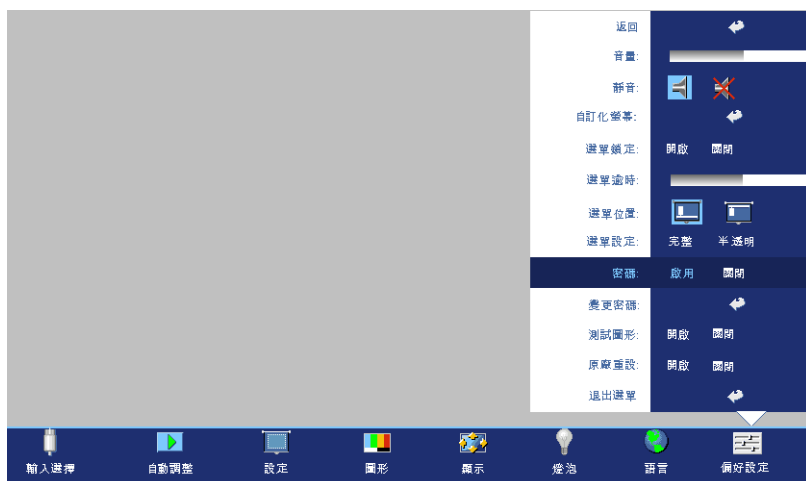 返回
音量:
靜音:
自訂化螢幕:
選單鎖定: 開啟 關閉
選單逾時:
選單位置:
選單設定: 完整 半透明
密碼: 啟用 關閉
變更密碼:
測試圖形: 開啟 關閉
原廠重設: 開啟 關閉
退出選單
輸入選擇 自動調整 設定 圖形 顯示 燈泡 語言 偏好設定